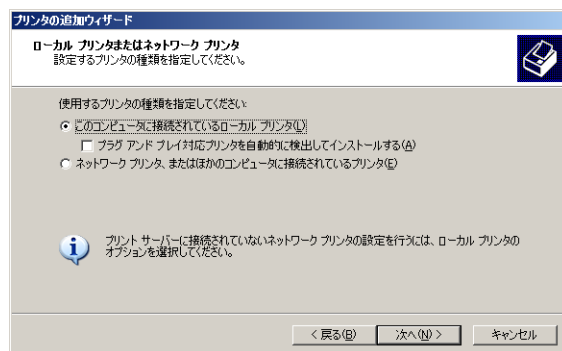 プリンタの追加ウィザード
ローカル プリンタまたはネットワーク プリンタ
設定するプリンタの種類を指定してください。
使用するプリンタの種類を指定してください:
このコンピュータに接続されているローカル プリンタ(L)
プラグ アンド プレイ対応プリンタを自動的に検出してインストールする(A)
ネットワーク プリンタ、またはほかのコンピュータに接続されているプリンタ(E)
プリント サーバーに接続されていないネットワーク プリンタの設定を行うには、ローカル プリンタの
オプションを選択してください。
< 戻る(B)
次へ(N) >
キャンセル